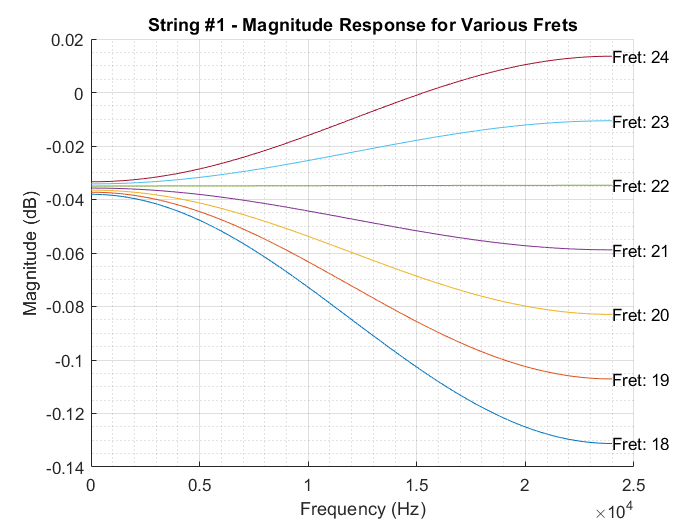 String #1 - Magnitude Response for Various Frets
0.02
0
-0.02
-0.04
-0.06
-0.08
-0.1
-0.12
-0.14
Magnitude (dB)
Fret: 24
Fret: 23
Fret: 22
Fret: 21
Fret: 20
Fret: 19
Fret: 18
0 0.5 1 1.5 2 2.5
Frequency (Hz)
×10⁴